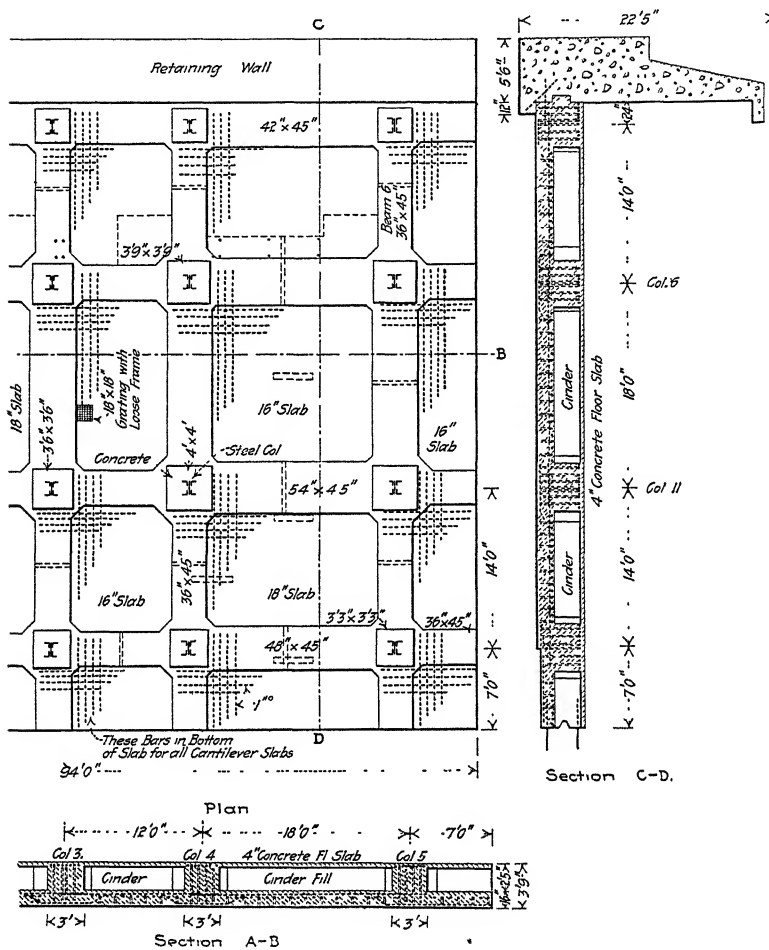 C
22'5"
Retaining Wall
12"
5'6"
24"
42"×45"
Beam 6
36"×45"
14'0"
3'9"×3'9"
Col. 6
B
18" Slab
3'6"×3'6"
18"×18"
Grating with
Loose Frame
16" Slab
16"
Slab
Concrete
4'×4'
Steel Col
54"×45"
Cinder
18'0"
4" Concrete Floor Slab
Col 11
14'0"
36"×45"
16" Slab
18" Slab
3'3"×3'3"
36"×45"
48"×45"
Cinder
14'0"
7'0"
7'0"
1"□
These Bars in Bottom
of Slab for all Cantilever Slabs
D
94'0"
Section C-D.
Plan
12'0"
18'0"
7'0"
Col 3.
Col 4
4" Concrete Fl Slab
Col 5
Cinder
Cinder Fill
3'9"
3'
3'
3'
Section A-B